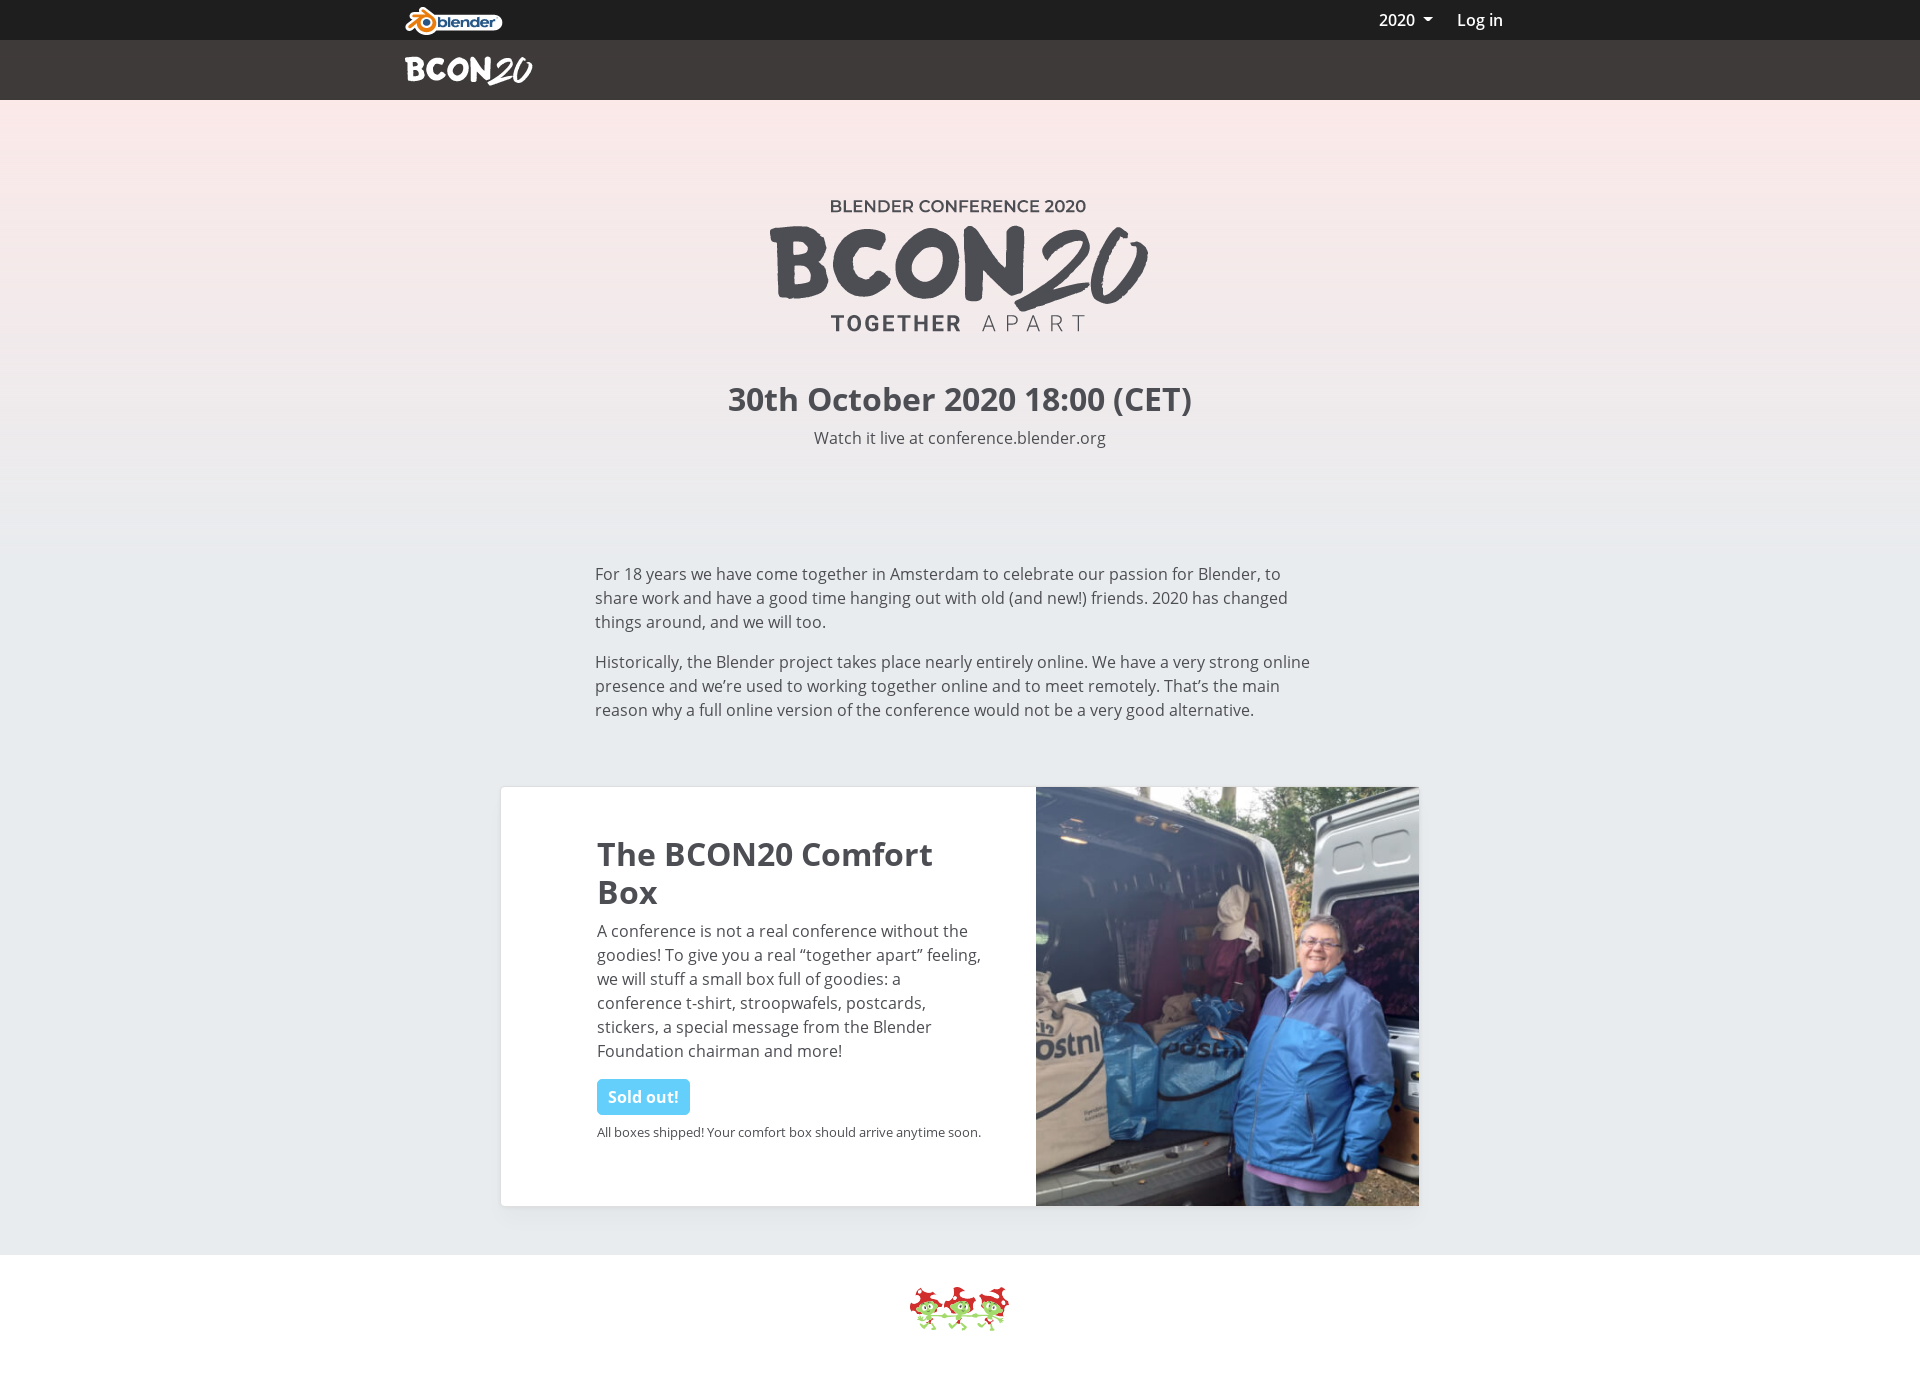 blender
2020
Log in
BCON20
BLENDER CONFERENCE 2020
BCON20
TOGETHER APART
30th October 2020 18:00 (CET)
Watch it live at conference.blender.org
For 18 years we have come together in Amsterdam to celebrate our passion for Blender, to
share work and have a good time hanging out with old (and new!) friends. 2020 has changed
things around, and we will too.
Historically, the Blender project takes place nearly entirely online. We have a very strong online
presence and we’re used to working together online and to meet remotely. That’s the main
reason why a full online version of the conference would not be a very good alternative.
The BCON20 Comfort
Box
A conference is not a real conference without the
goodies! To give you a real “together apart” feeling,
we will stuff a small box full of goodies: a
conference t-shirt, stroopwafels, postcards,
stickers, a special message from the Blender
Foundation chairman and more!
Sold out!
All boxes shipped! Your comfort box should arrive anytime soon.
ostnl
postnl